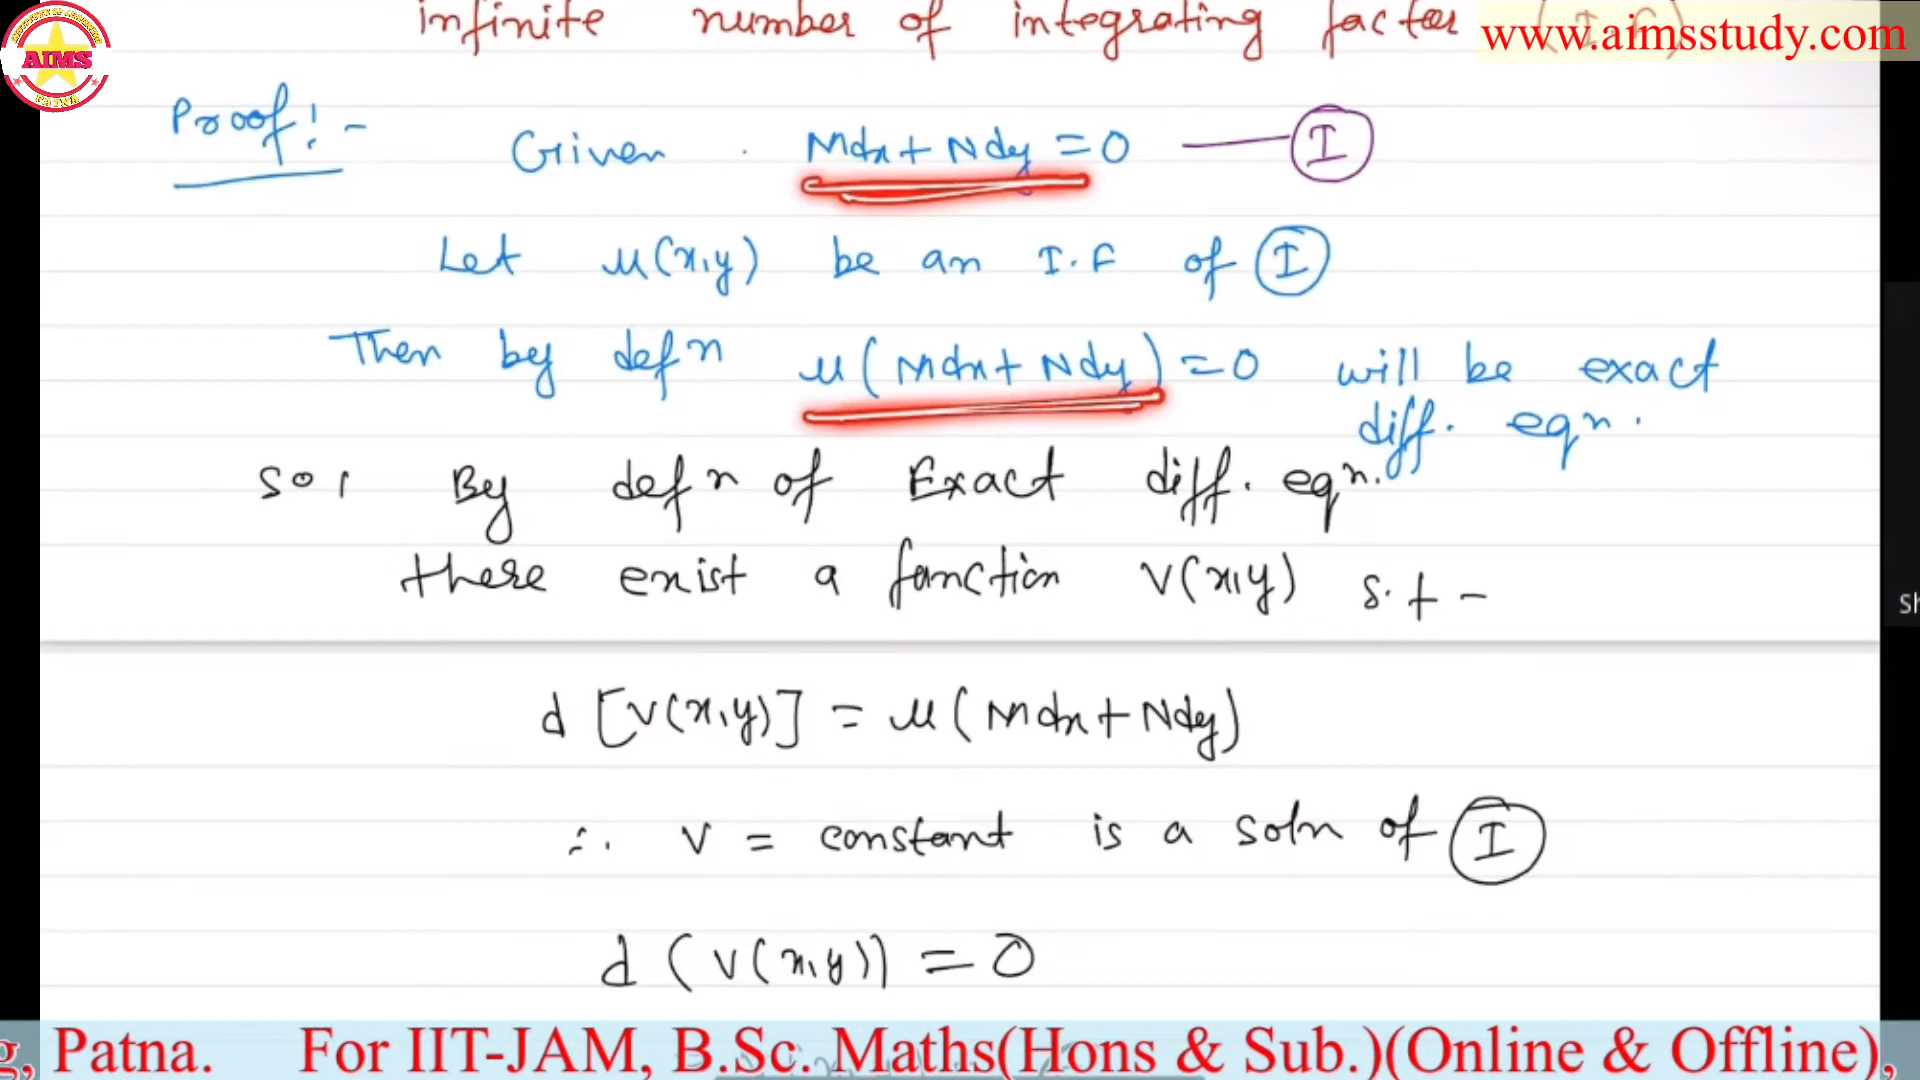 infinite number of integrating factor (I.F)
www.aimsstudy.com
AIMS
PATNA
Proof:- Given Mdx + Ndy = 0 — (I)
Let μ(x,y) be an I.F of (I)
Then by defn μ(Mdx + Ndy) = 0 will be exact
diff. eqn.
So, By defn of Exact diff. eqn.
there exist a function V(x,y) s.t -
Sh
d [V(x,y)] = μ(Mdx + Ndy)
∴ V = constant is a soln of (I)
d (V(x,y)) = 0
g, Patna. For IIT-JAM, B.Sc. Maths(Hons & Sub.)(Online & Offline),